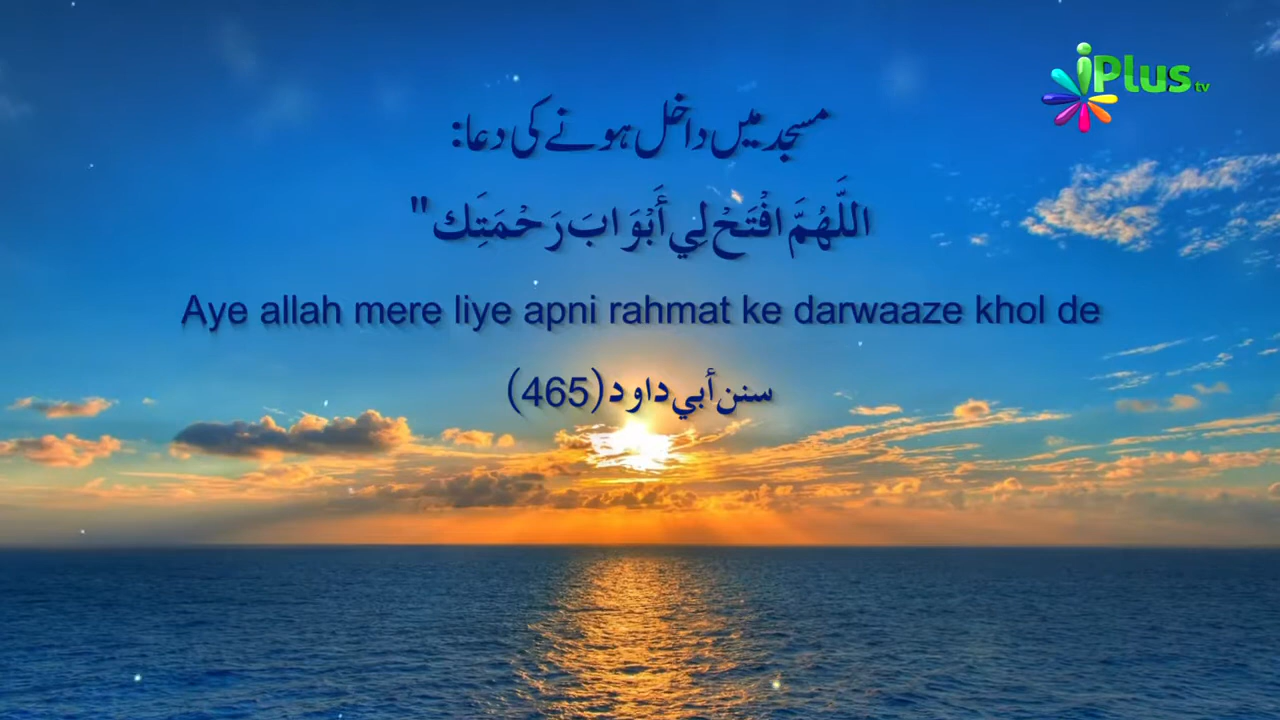 iPlus tv
مسجد میں داخل ہونے کی دعا:
اللَّهُمَّ افْتَحْ لِي أَبْوَابَ رَحْمَتِكَ "
Aye allah mere liye apni rahmat ke darwaaze khol de
سنن أبي داود (465)